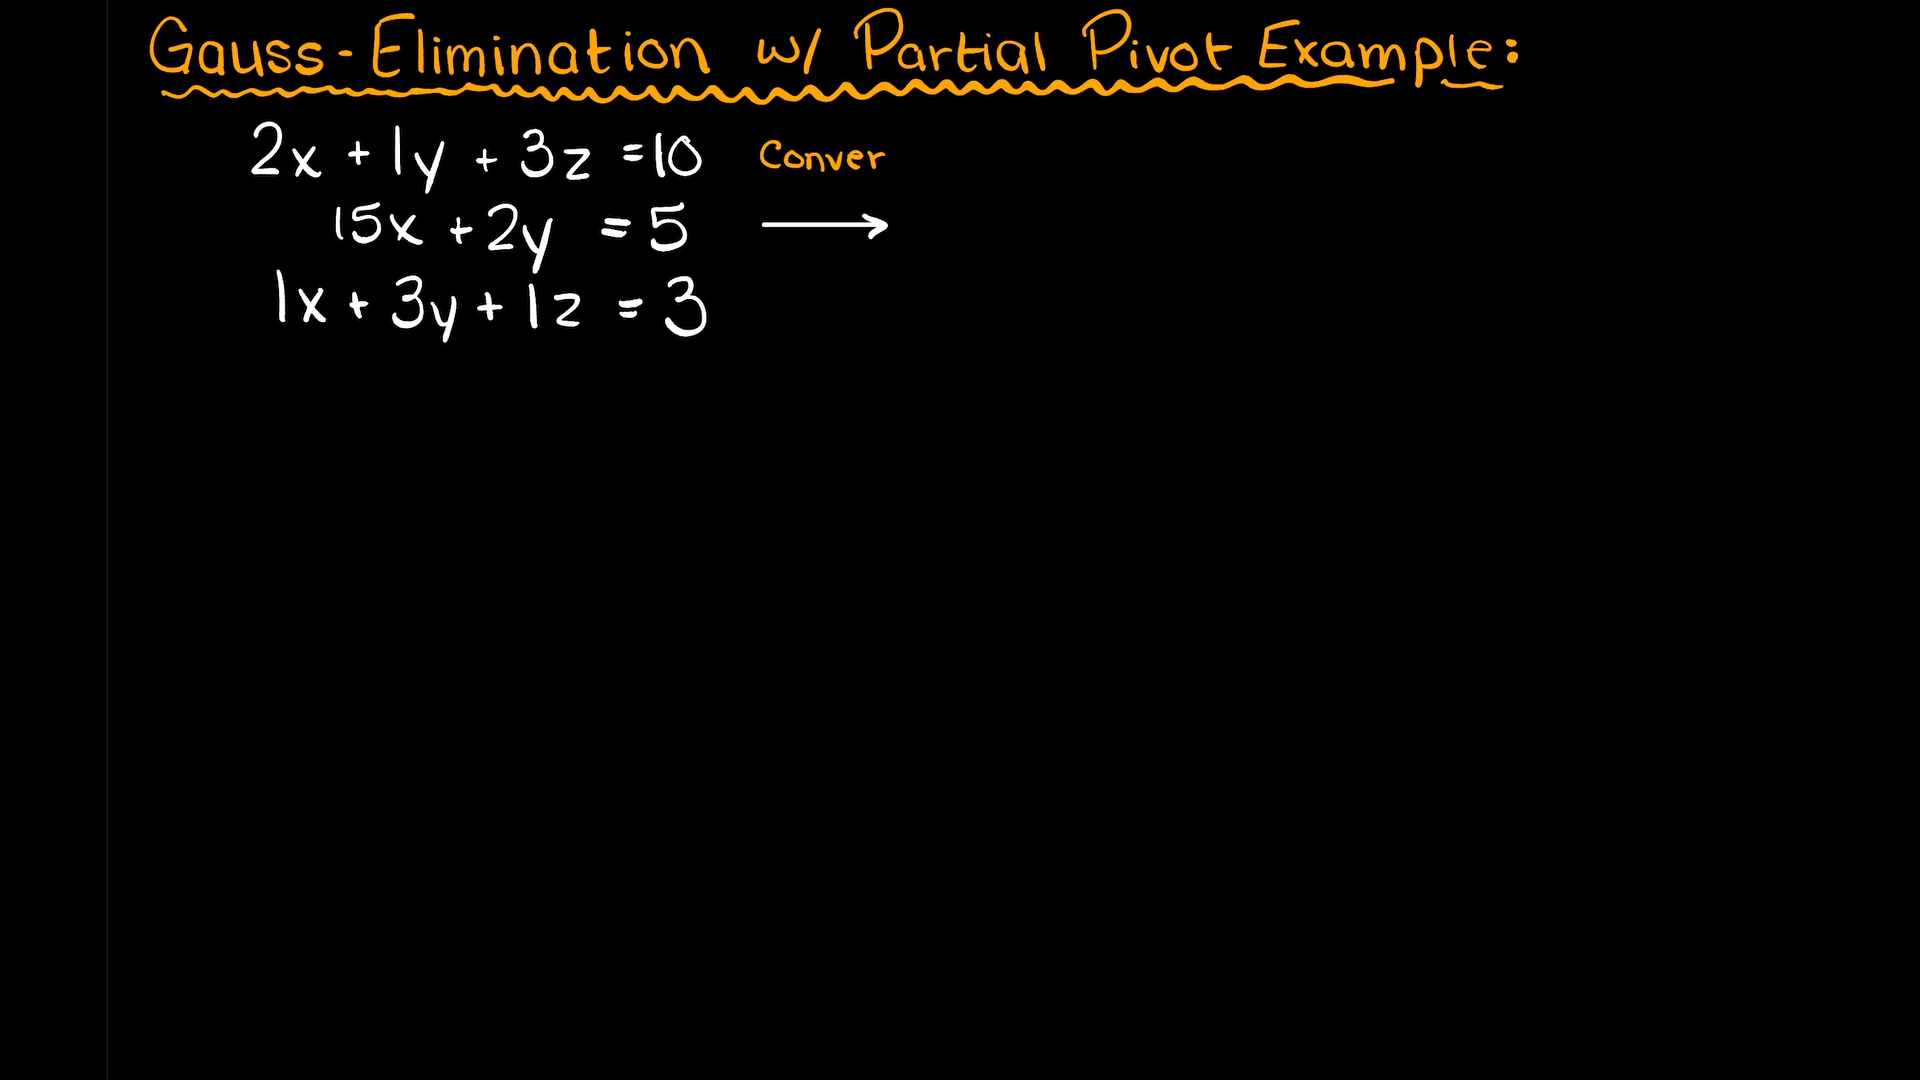 Gauss-Elimination w/ Partial Pivot Example:
2x + 1y + 3z = 10 Conver
15x + 2y = 5
1x + 3y + 1z = 3